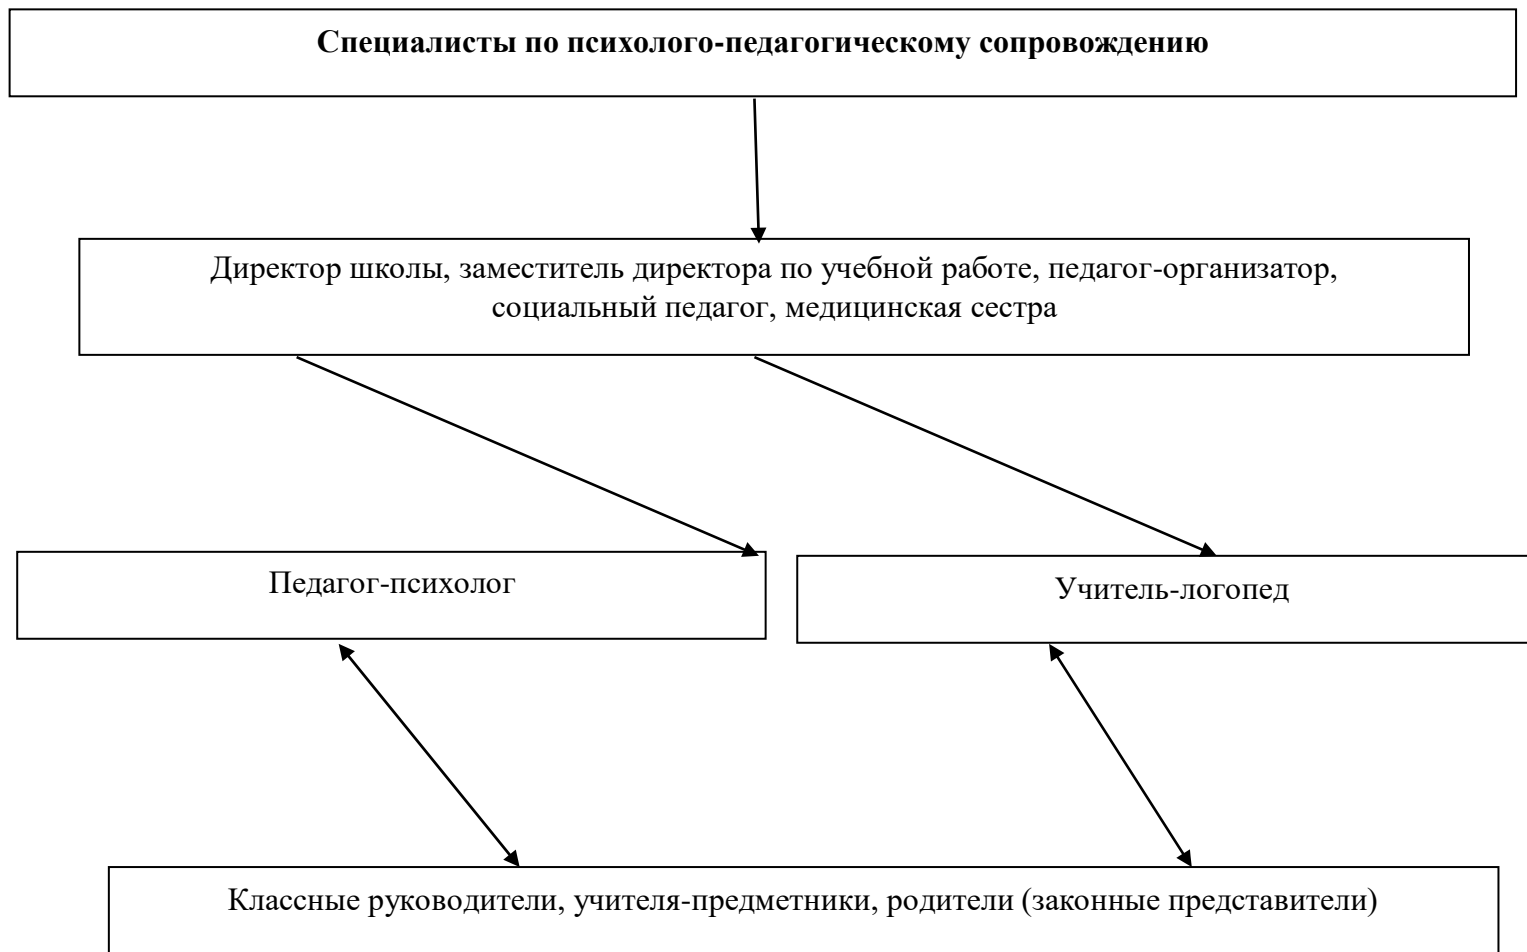 Специалисты по психолого-педагогическому сопровождению
Директор школы, заместитель директора по учебной работе, педагог-организатор,
социальный педагог, медицинская сестра
Педагог-психолог
Учитель-логопед
Классные руководители, учителя-предметники, родители (законные представители)